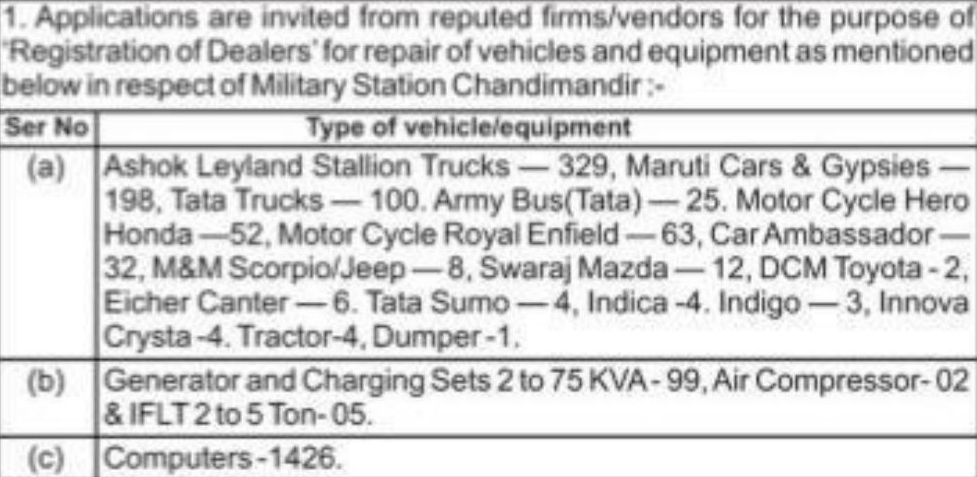 1. Applications are invited from reputed firms/vendors for the purpose of
'Registration of Dealers' for repair of vehicles and equipment as mentioned
below in respect of Military Station Chandimandir :-
Ser No Type of vehicle/equipment
(a) Ashok Leyland Stallion Trucks — 329, Maruti Cars & Gypsies —
198, Tata Trucks — 100. Army Bus(Tata) — 25. Motor Cycle Hero
Honda —52, Motor Cycle Royal Enfield — 63, Car Ambassador —
32, M&M Scorpio/Jeep — 8, Swaraj Mazda — 12, DCM Toyota - 2,
Eicher Canter — 6. Tata Sumo — 4, Indica -4. Indigo — 3, Innova
Crysta -4. Tractor-4, Dumper -1.
(b) Generator and Charging Sets 2 to 75 KVA - 99, Air Compressor- 02
& IFLT 2 to 5 Ton- 05.
(c) Computers -1426.